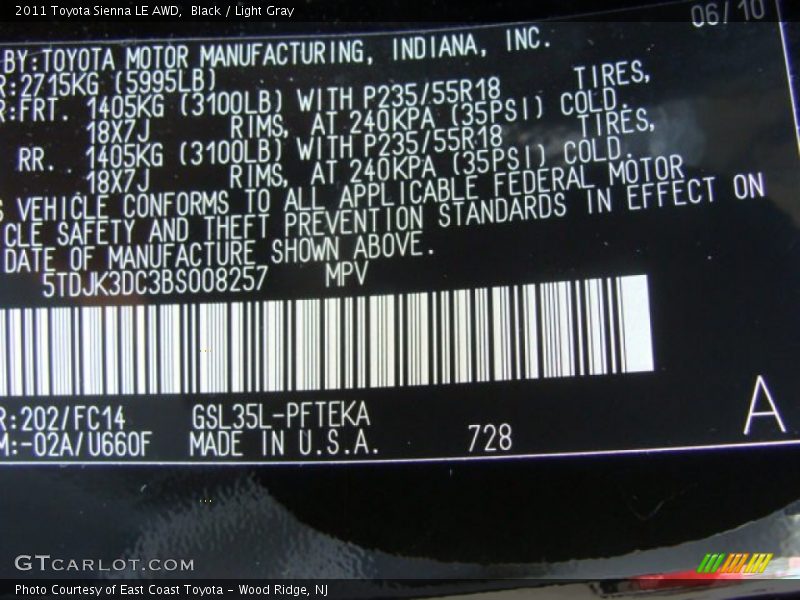 2011 Toyota Sienna LE AWD, Black / Light Gray
06/10
BY:TOYOTA MOTOR MANUFACTURING, INDIANA, INC.
R:2715KG (5995LB)
R:FRT. 1405KG (3100LB) WITH P235/55R18 TIRES,
18X7J RIMS, AT 240KPA (35PSI) COLD.
RR. 1405KG (3100LB) WITH P235/55R18 TIRES,
18X7J RIMS, AT 240KPA (35PSI) COLD.
S VEHICLE CONFORMS TO ALL APPLICABLE FEDERAL MOTOR
CLE SAFETY AND THEFT PREVENTION STANDARDS IN EFFECT ON
DATE OF MANUFACTURE SHOWN ABOVE.
5TDJK3DC3BS008257 MPV
R:202/FC14 GSL35L-PFTEKA
M:-02A/U660F MADE IN U.S.A. 728
A
GTCARLOT.COM
Photo Courtesy of East Coast Toyota - Wood Ridge, NJ